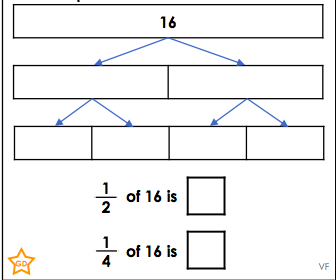 16
1/2 of 16 is
1/4 of 16 is
GD
VF